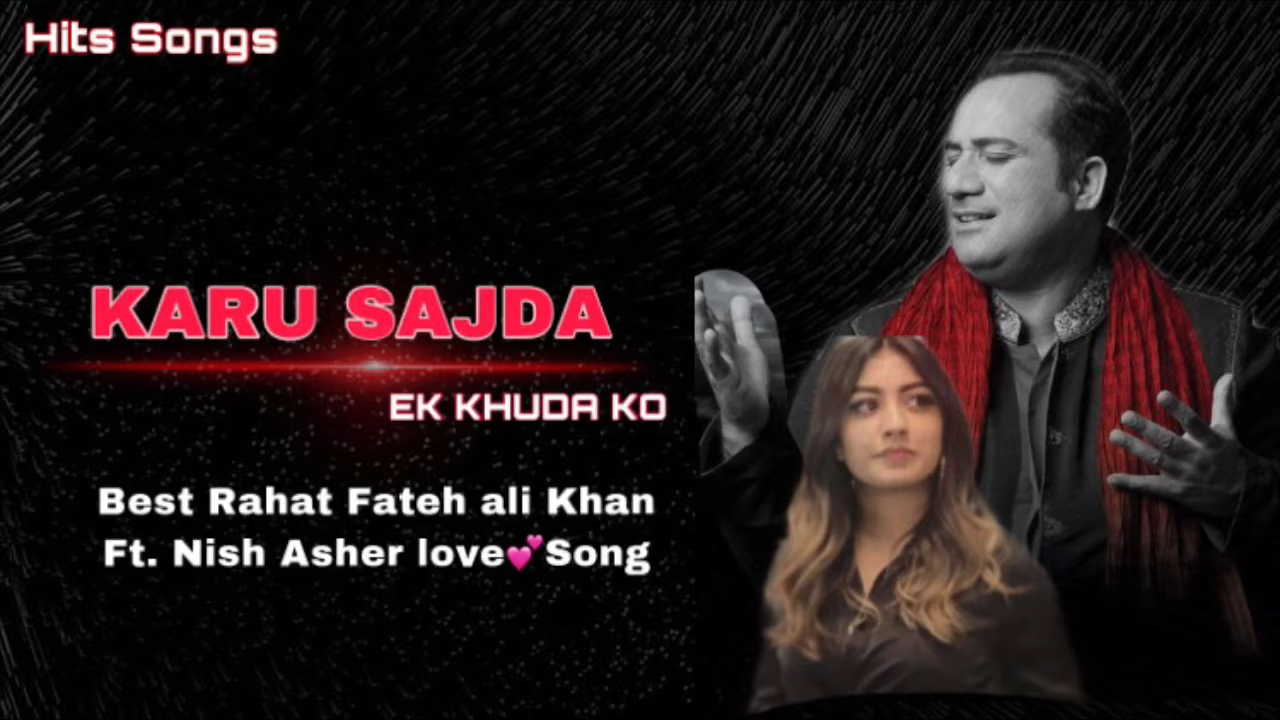 Hits Songs
KARU SAJDA
EK KHUDA KO
Best Rahat Fateh ali Khan
Ft. Nish Asher love💕Song